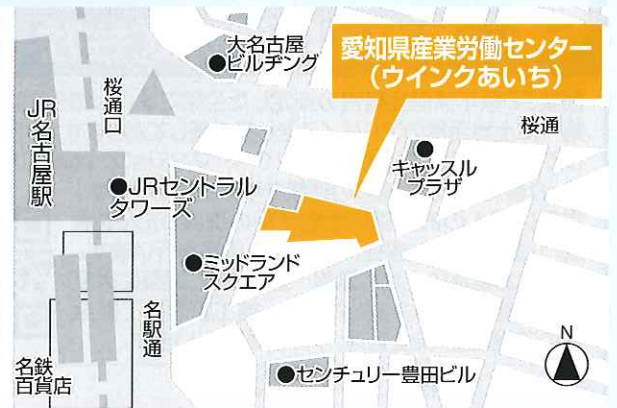 大名古屋
●ビルヂング
愛知県産業労働センター
（ウインクあいち）
桜通口
桜通
JR名古屋駅
キャッスル
プラザ
●JRセントラル
タワーズ
●ミッドランド
スクエア
名駅通
N
名鉄
百貨店
●センチュリー豊田ビル